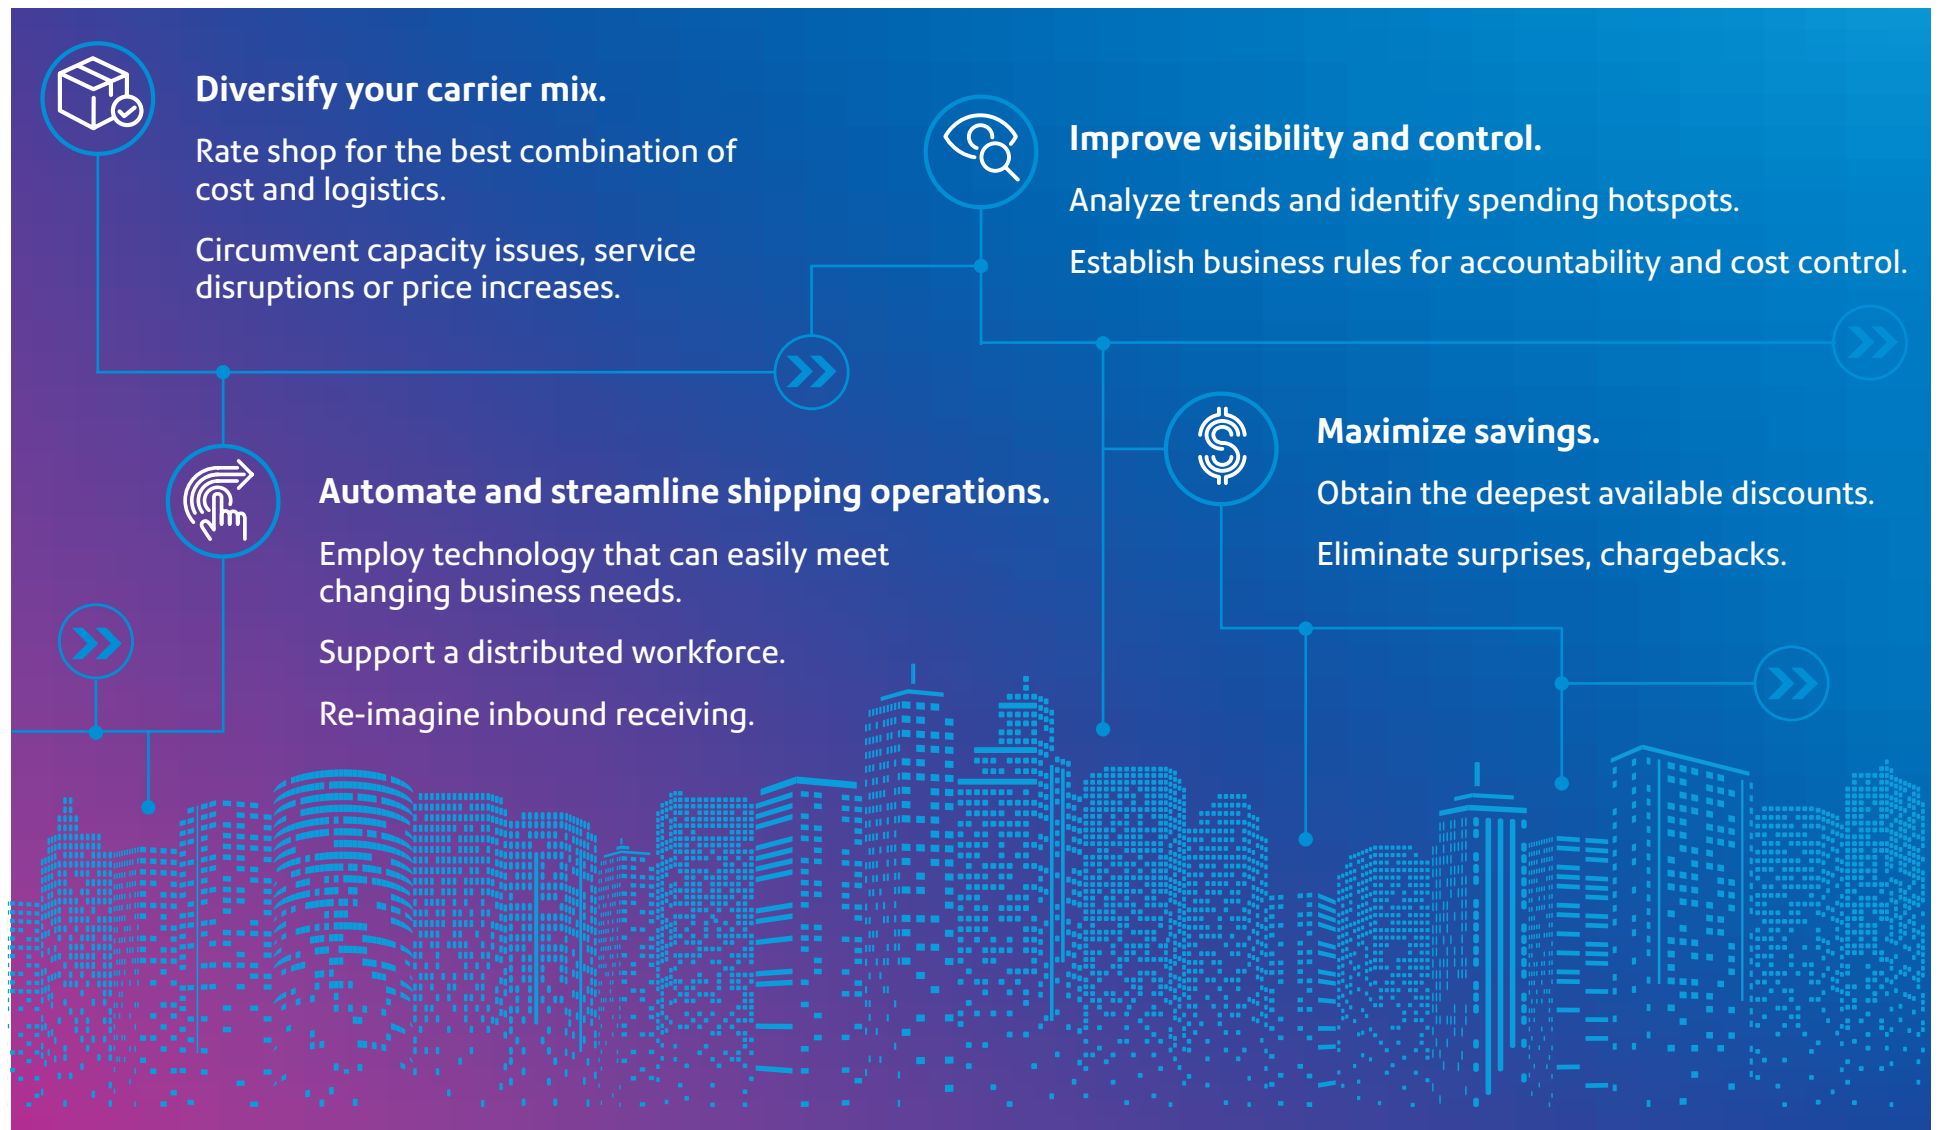 Diversify your carrier mix.
Rate shop for the best combination of
cost and logistics.
Circumvent capacity issues, service
disruptions or price increases.
Improve visibility and control.
Analyze trends and identify spending hotspots.
Establish business rules for accountability and cost control.
Automate and streamline shipping operations.
Employ technology that can easily meet
changing business needs.
Support a distributed workforce.
Re-imagine inbound receiving.
Maximize savings.
Obtain the deepest available discounts.
Eliminate surprises, chargebacks.